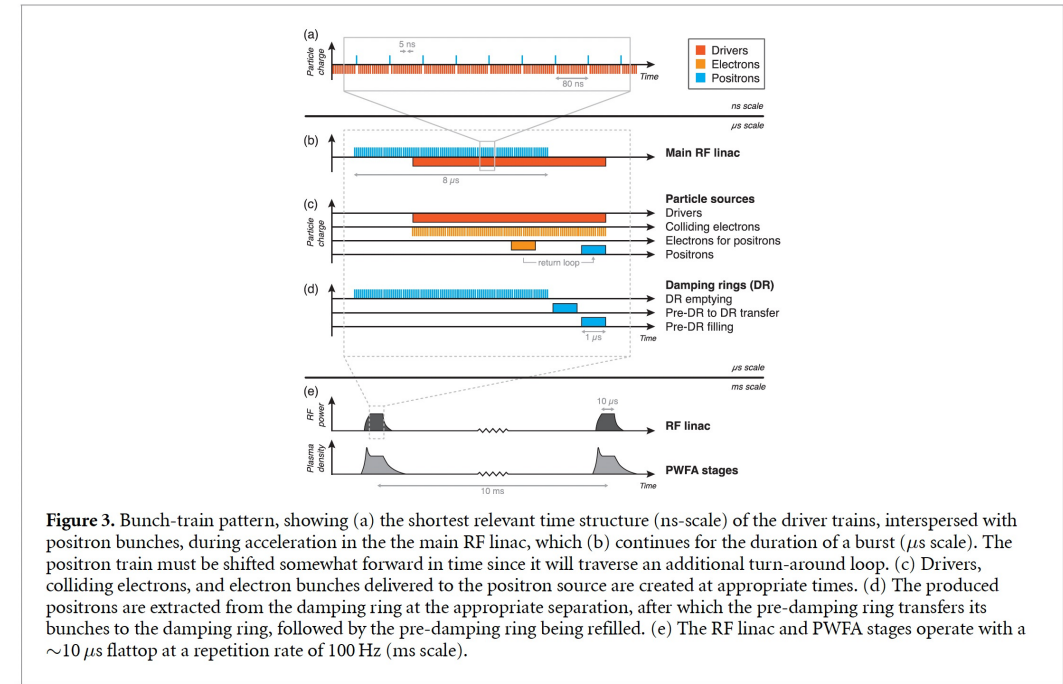 (a)
Particle
charge
5 ns
80 ns
Time
Drivers
Electrons
Positrons
ns scale
μs scale
(b)
8 μs
Main RF linac
(c)
Particle
charge
return loop
Particle sources
Drivers
Colliding electrons
Electrons for positrons
Positrons
(d)
1 μs
Time
Damping rings (DR)
DR emptying
Pre-DR to DR transfer
Pre-DR filling
μs scale
ms scale
(e)
RF
power
10 μs
RF linac
Plasma
density
PWFA stages
Time
10 ms
Figure 3. Bunch-train pattern, showing (a) the shortest relevant time structure (ns-scale) of the driver trains, interspersed with
positron bunches, during acceleration in the the main RF linac, which (b) continues for the duration of a burst (μs scale). The
positron train must be shifted somewhat forward in time since it will traverse an additional turn-around loop. (c) Drivers,
colliding electrons, and electron bunches delivered to the positron source are created at appropriate times. (d) The produced
positrons are extracted from the damping ring at the appropriate separation, after which the pre-damping ring transfers its
bunches to the damping ring, followed by the pre-damping ring being refilled. (e) The RF linac and PWFA stages operate with a
∼10 μs flattop at a repetition rate of 100 Hz (ms scale).